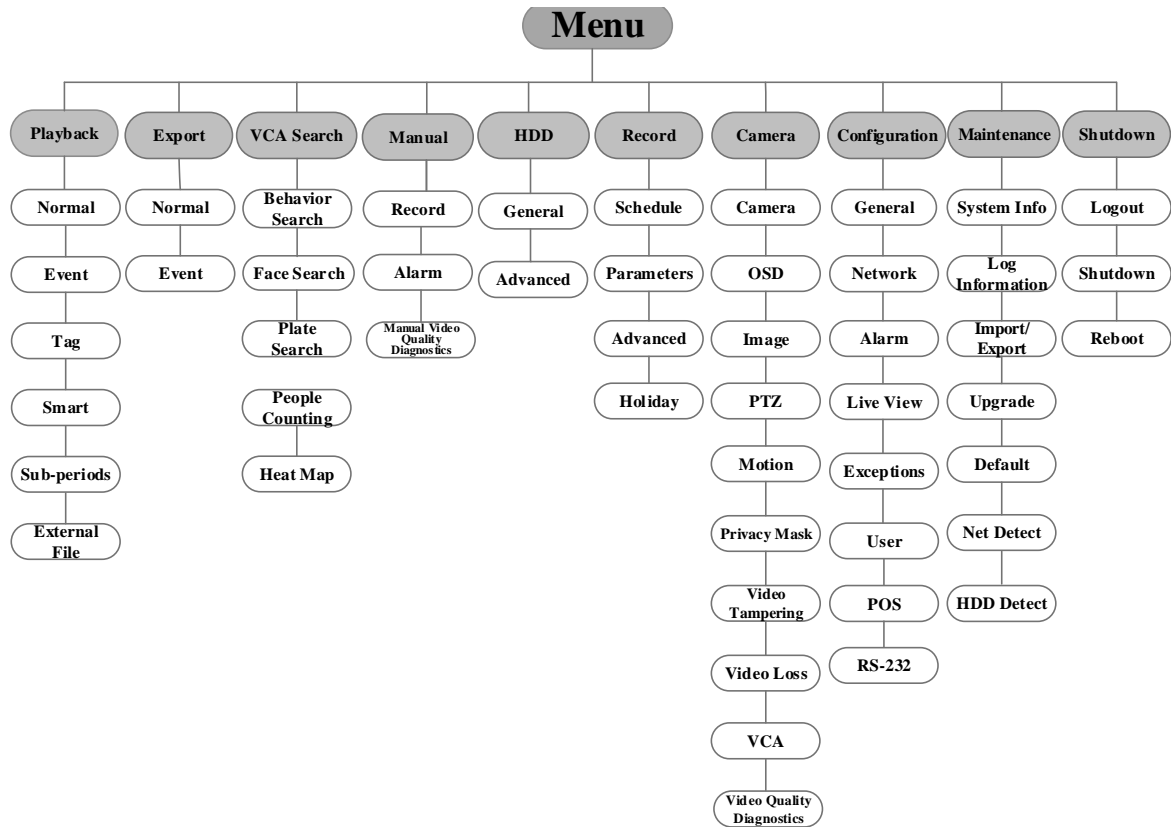 Menu
Playback
Export
VCA Search
Manual
HDD
Record
Camera
Configuration
Maintenance
Shutdown
Normal
Event
Tag
Smart
Sub-periods
External
File
Normal
Event
Behavior
Search
Face Search
Plate
Search
People
Counting
Heat Map
Record
Alarm
Manual Video
Quality
Diagnostics
General
Advanced
Schedule
Parameters
Advanced
Holiday
Camera
OSD
Image
PTZ
Motion
Privacy Mask
Video
Tampering
Video Loss
VCA
Video Quality
Diagnostics
General
Network
Alarm
Live View
Exceptions
User
POS
RS-232
System Info
Log
Information
Import/
Export
Upgrade
Default
Net Detect
HDD Detect
Logout
Shutdown
Reboot